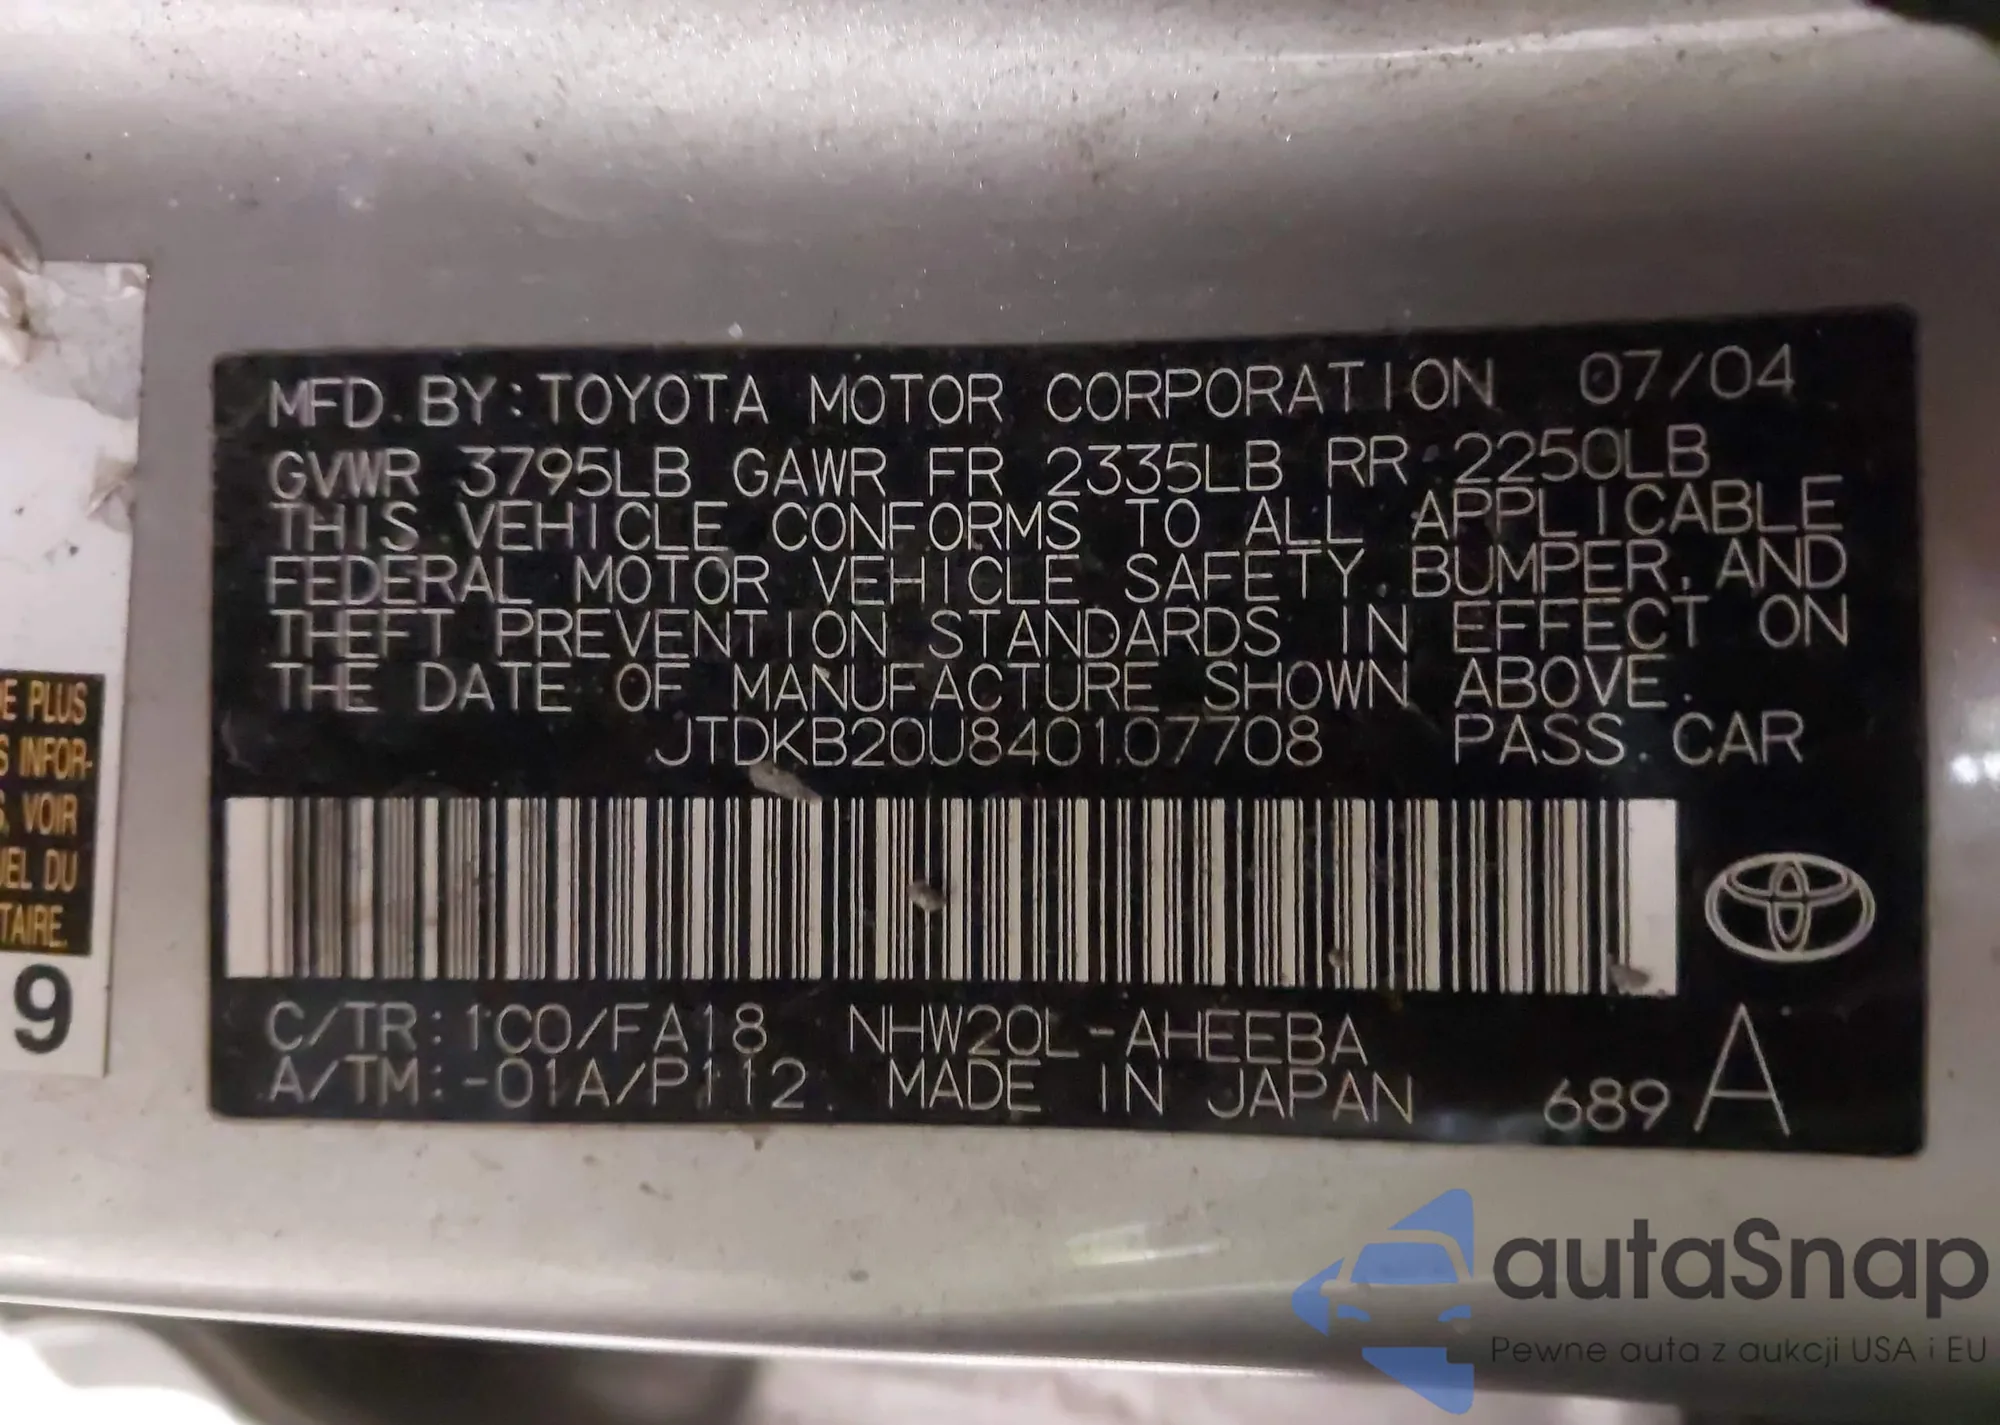 MFD. BY: TOYOTA MOTOR CORPORATION 07/04
GVWR 3795LB GAWR FR 2335LB RR 2250LB
THIS VEHICLE CONFORMS TO ALL APPLICABLE
FEDERAL MOTOR VEHICLE SAFETY, BUMPER, AND
THEFT PREVENTION STANDARDS IN EFFECT ON
THE DATE OF MANUFACTURE SHOWN ABOVE.
JTDKB20U840107708 PASS. CAR
C/TR: 1C0/FA18 NHW20L-AHEEBA
A/TM: -01A/P112 MADE IN JAPAN 689 A
E PLUS
S INFOR-
S, VOIR
UEL DU
TAIRE.
9
autaSnap
Pewne auta z aukcji USA i EU